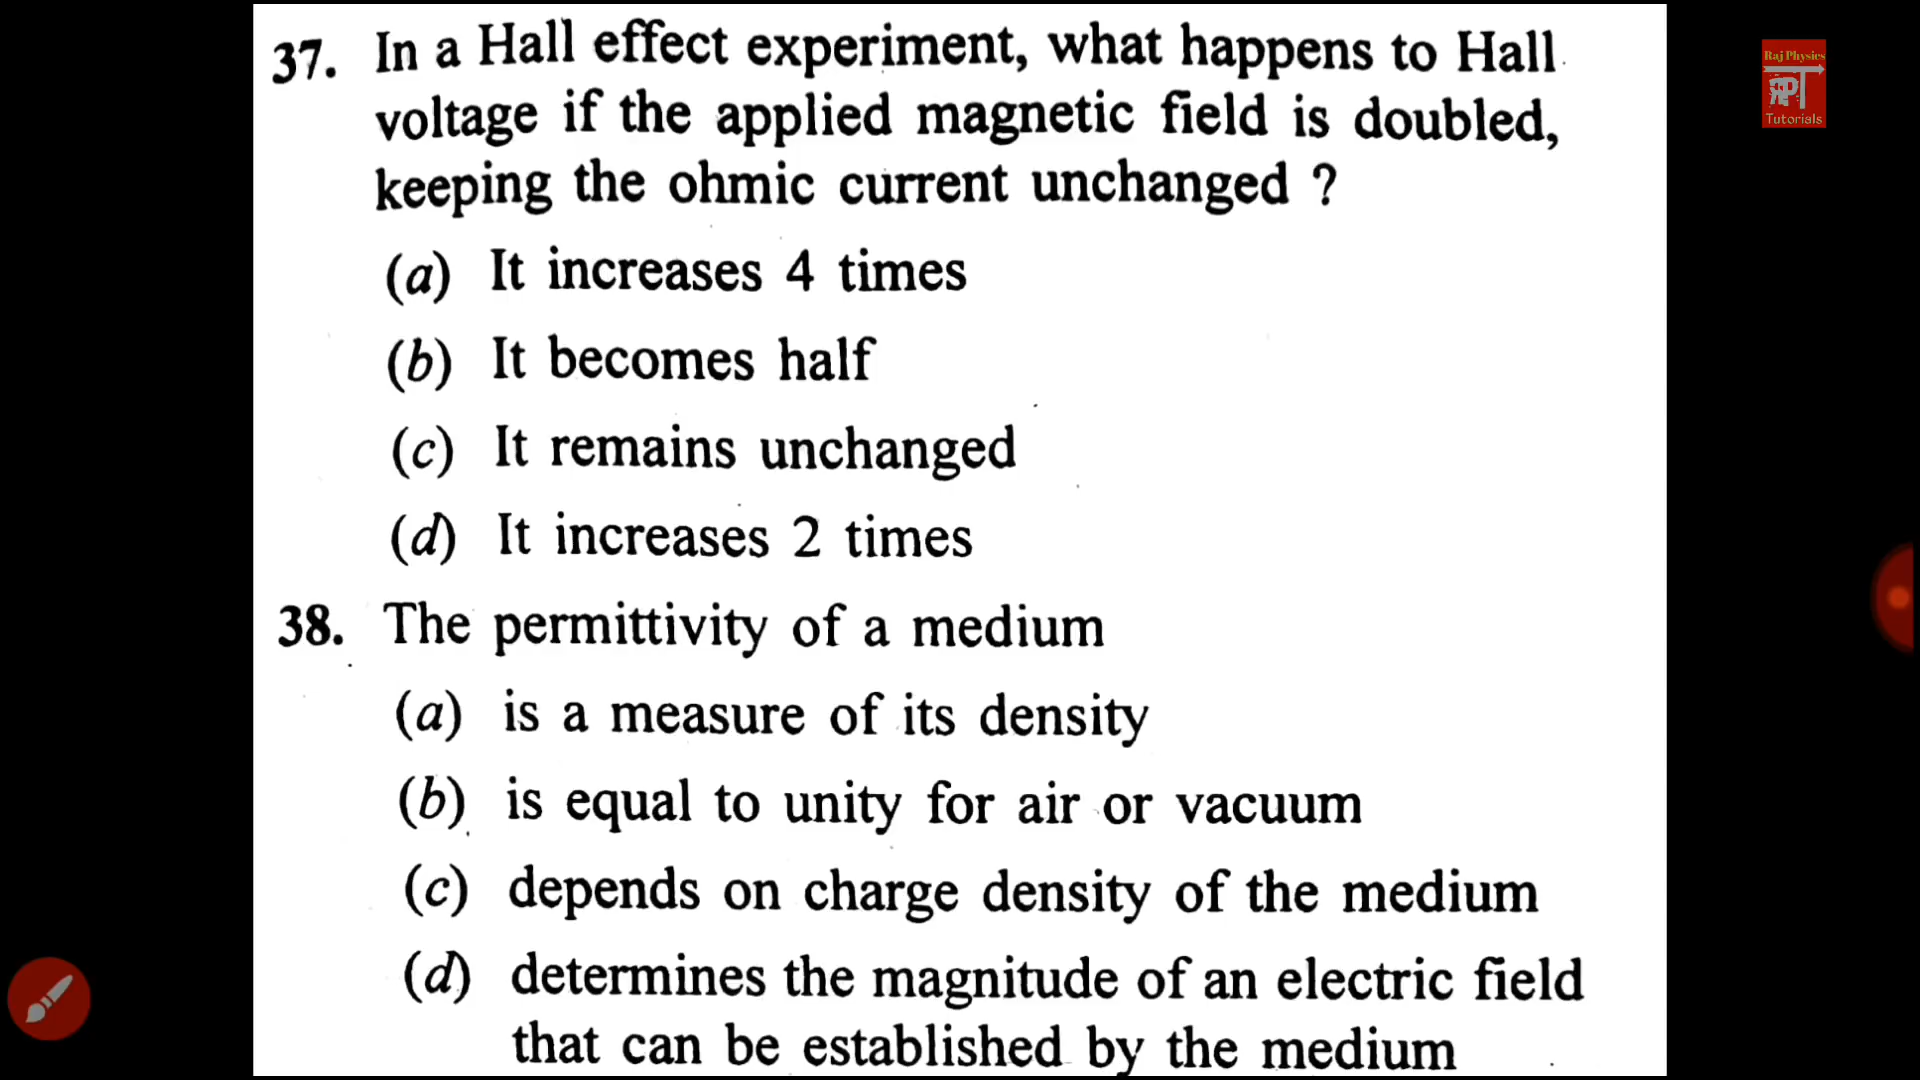 37. In a Hall effect experiment, what happens to Hall
voltage if the applied magnetic field is doubled,
keeping the ohmic current unchanged ?
(a) It increases 4 times
(b) It becomes half
(c) It remains unchanged
(d) It increases 2 times
38. The permittivity of a medium
(a) is a measure of its density
(b) is equal to unity for air or vacuum
(c) depends on charge density of the medium
(d) determines the magnitude of an electric field
that can be established by the medium
Raj Physics
RPT
Tutorials